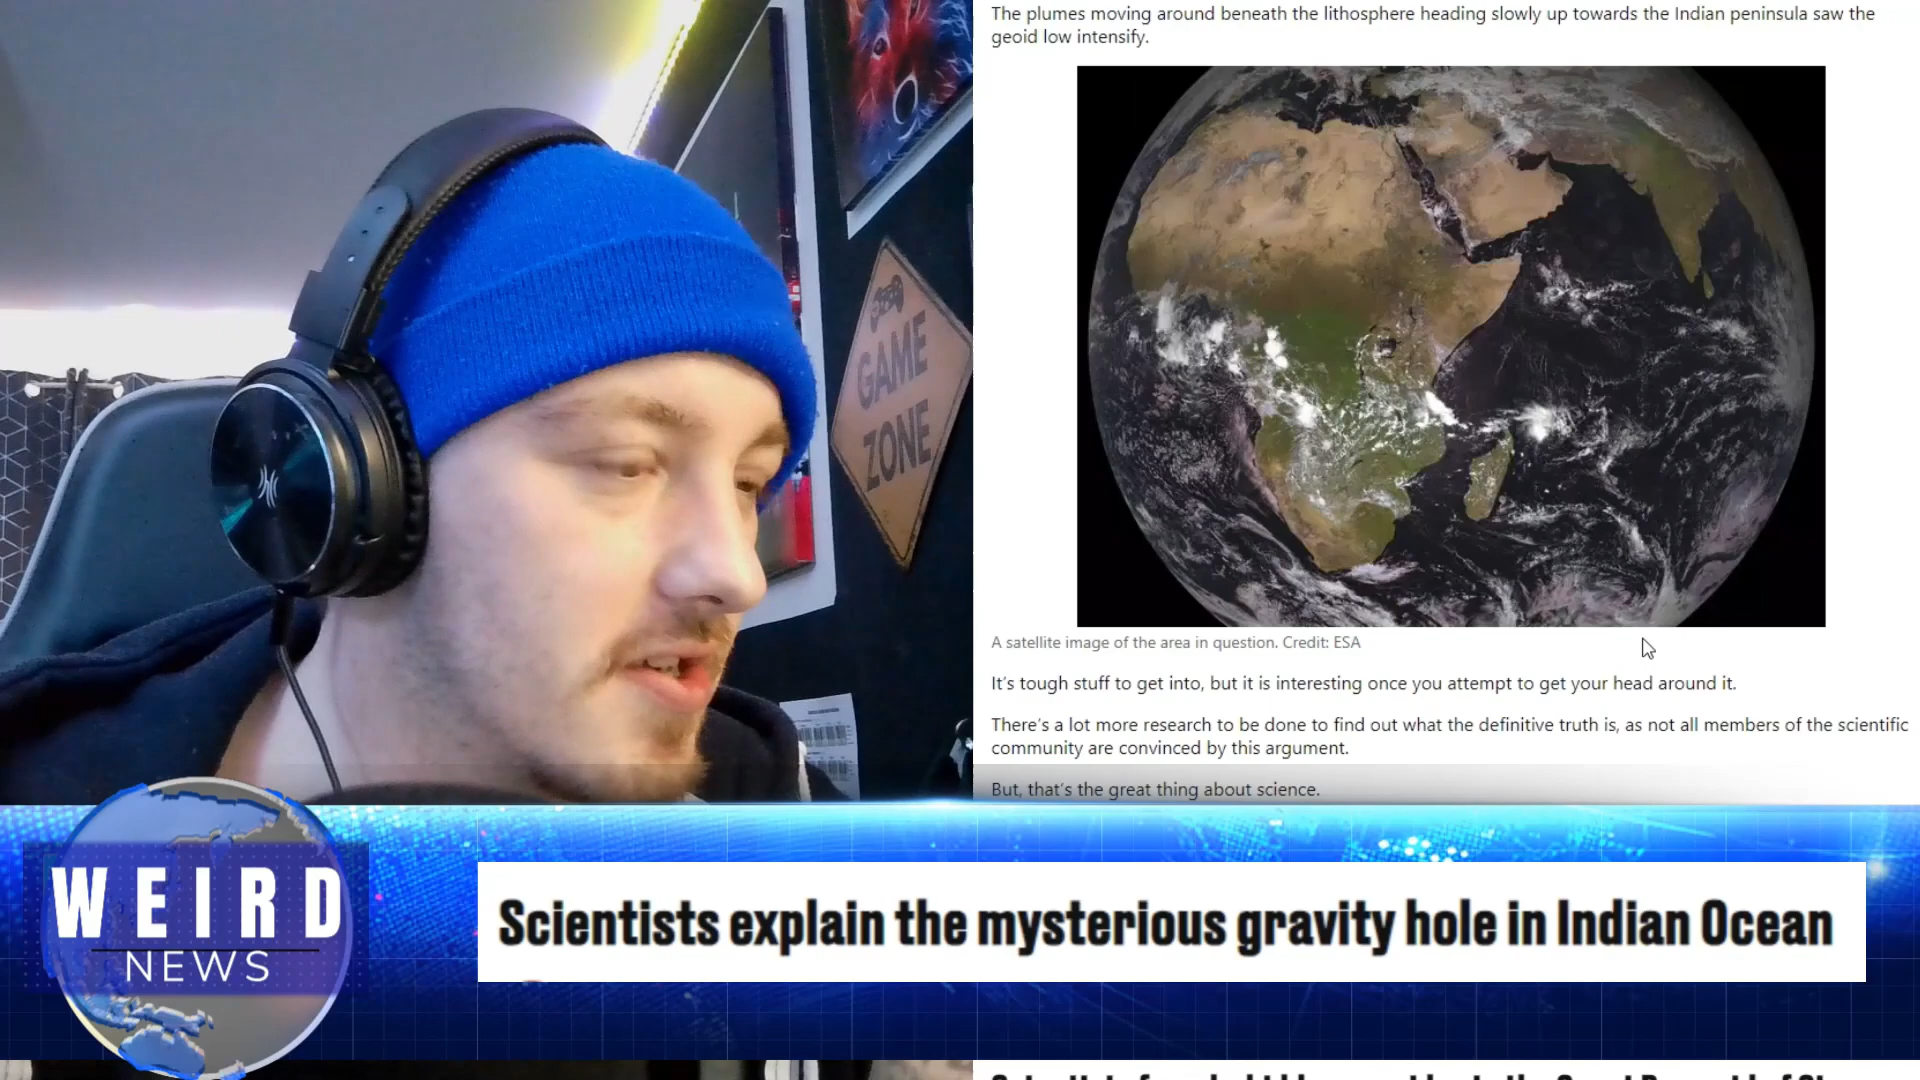 The plumes moving around beneath the lithosphere heading slowly up towards the Indian peninsula saw the
geoid low intensify.
GAME
ZONE
A satellite image of the area in question. Credit: ESA
It's tough stuff to get into, but it is interesting once you attempt to get your head around it.
There's a lot more research to be done to find out what the definitive truth is, as not all members of the scientific
community are convinced by this argument.
But, that's the great thing about science.
WEIRD
NEWS
Scientists explain the mysterious gravity hole in Indian Ocean